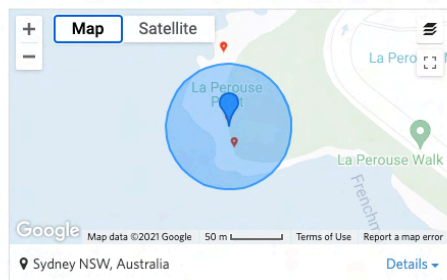 Map
Satellite
La Perouse
Point
La Pero
La Perouse Walk
Frenchm
Google
Map data ©2021 Google
50 m
Terms of Use
Report a map error
Sydney NSW, Australia
Details